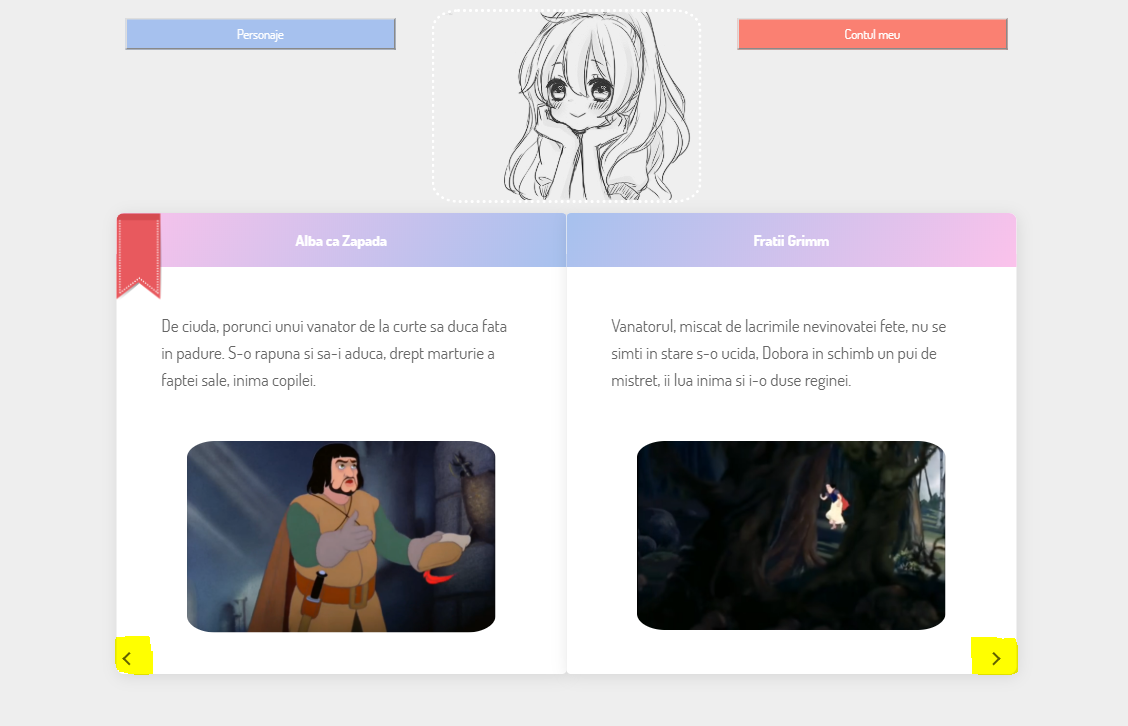 Personaje
Contul meu
Alba ca Zapada
Fratii Grimm
De ciuda, porunci unui vanator de la curte sa duca fata
in padure. S-o rapuna si sa-i aduca, drept marturie a
faptei sale, inima copilei.
Vanatorul, miscat de lacrimile nevinovatei fete, nu se
simti in stare s-o ucida, Dobora in schimb un pui de
mistret, ii lua inima si i-o duse reginei.